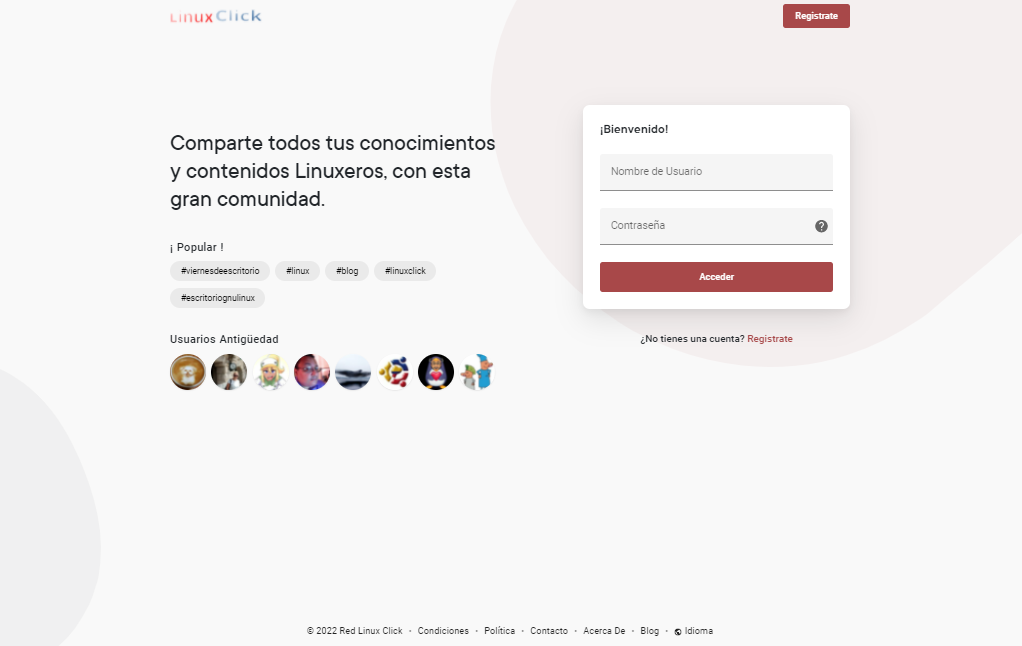 LinuxClick
Registrate
Comparte todos tus conocimientos
y contenidos Linuxeros, con esta
gran comunidad.
¡ Popular !
#viernesdeescritorio #linux #blog #linuxclick
#escritoriognulinux
Usuarios Antigüedad
¡Bienvenido!
Nombre de Usuario
Contraseña
Acceder
¿No tienes una cuenta? Registrate
© 2022 Red Linux Click · Condiciones · Política · Contacto · Acerca De · Blog · Idioma